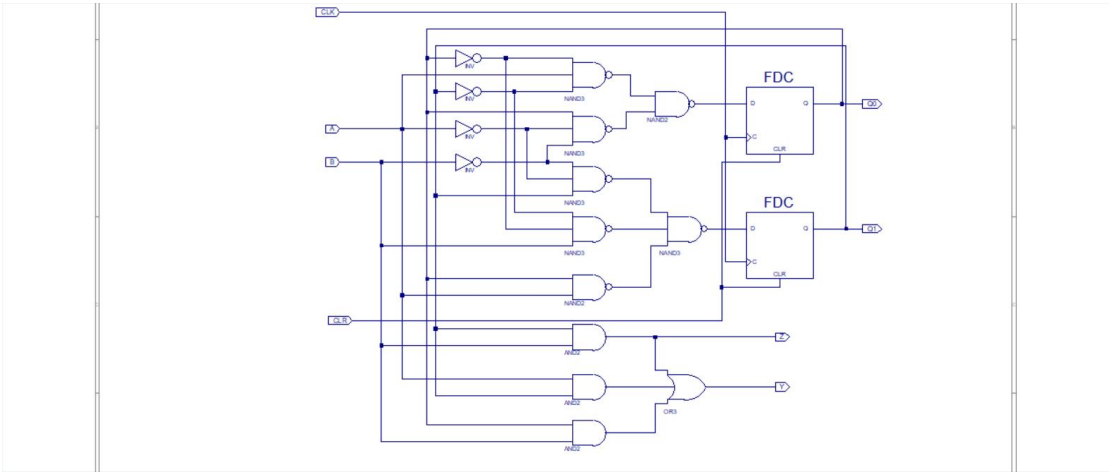 CLK
INV
FDC
NAND3
INV
D
Q
Q0
NAND2
A
C
INV
CLR
NAND3
B
INV
FDC
NAND3
D
Q
Q1
NAND3
NAND3
C
CLR
NAND2
CLR
Z
AND2
Y
AND2
OR3
AND2